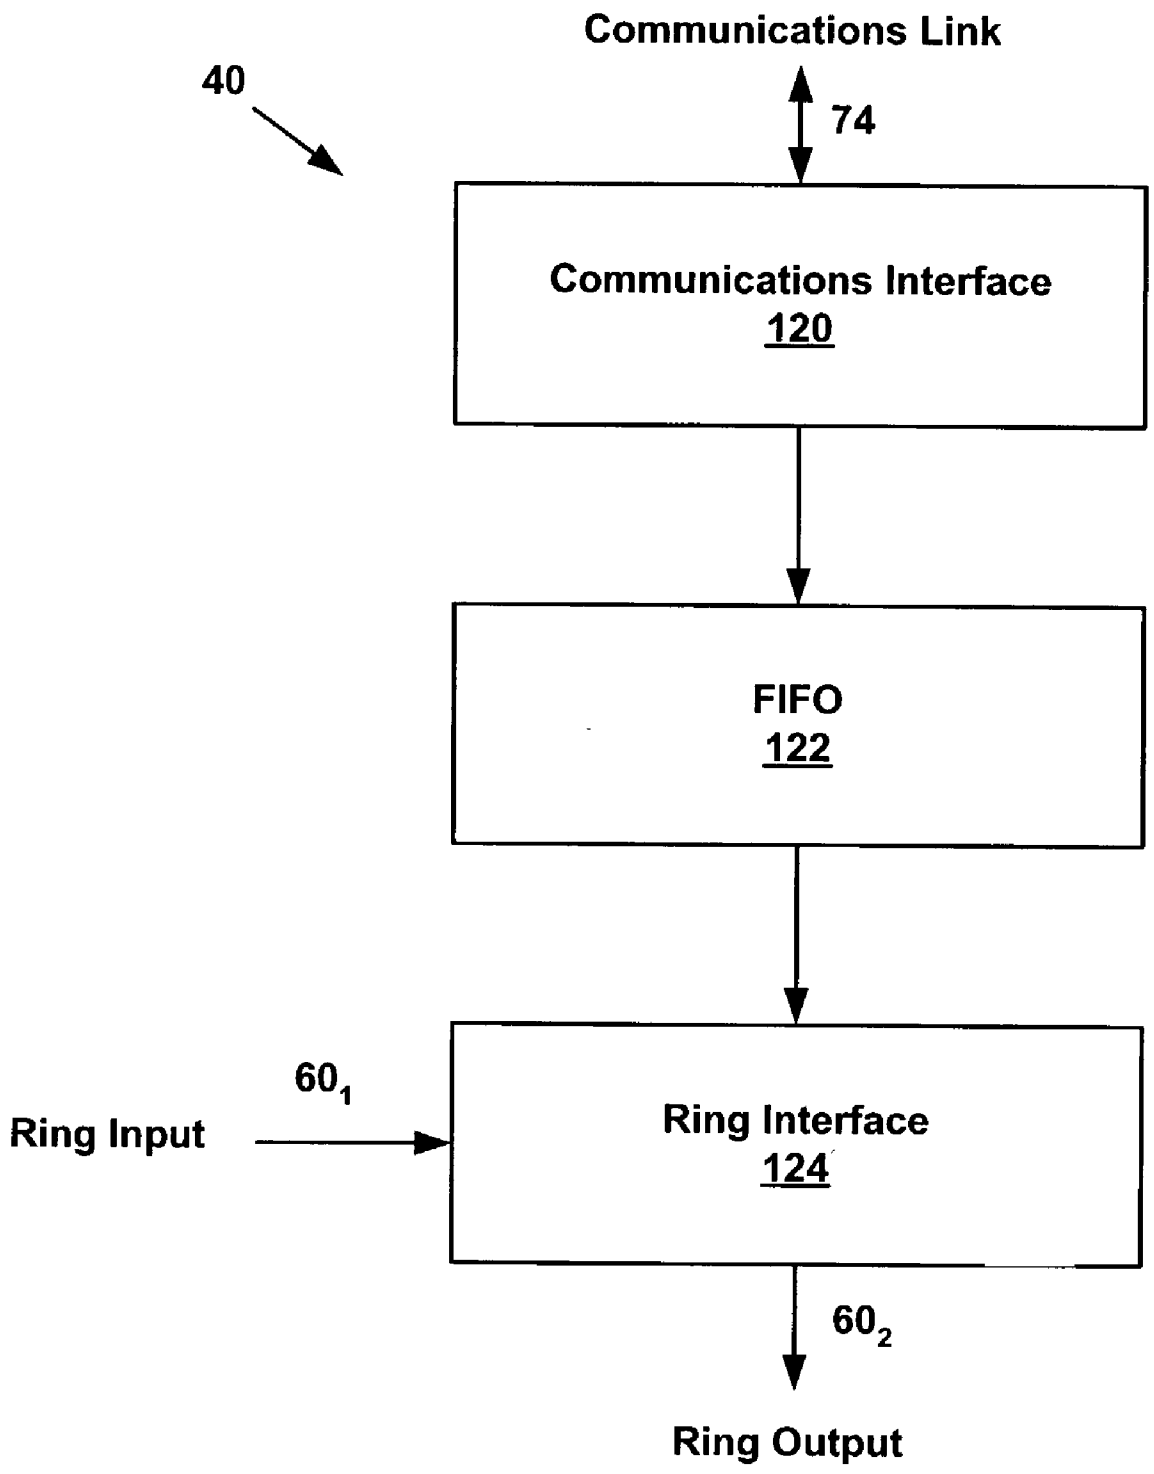 Communications Link
40
74
Communications Interface
120
FIFO
122
60₁
Ring Input
Ring Interface
124
60₂
Ring Output